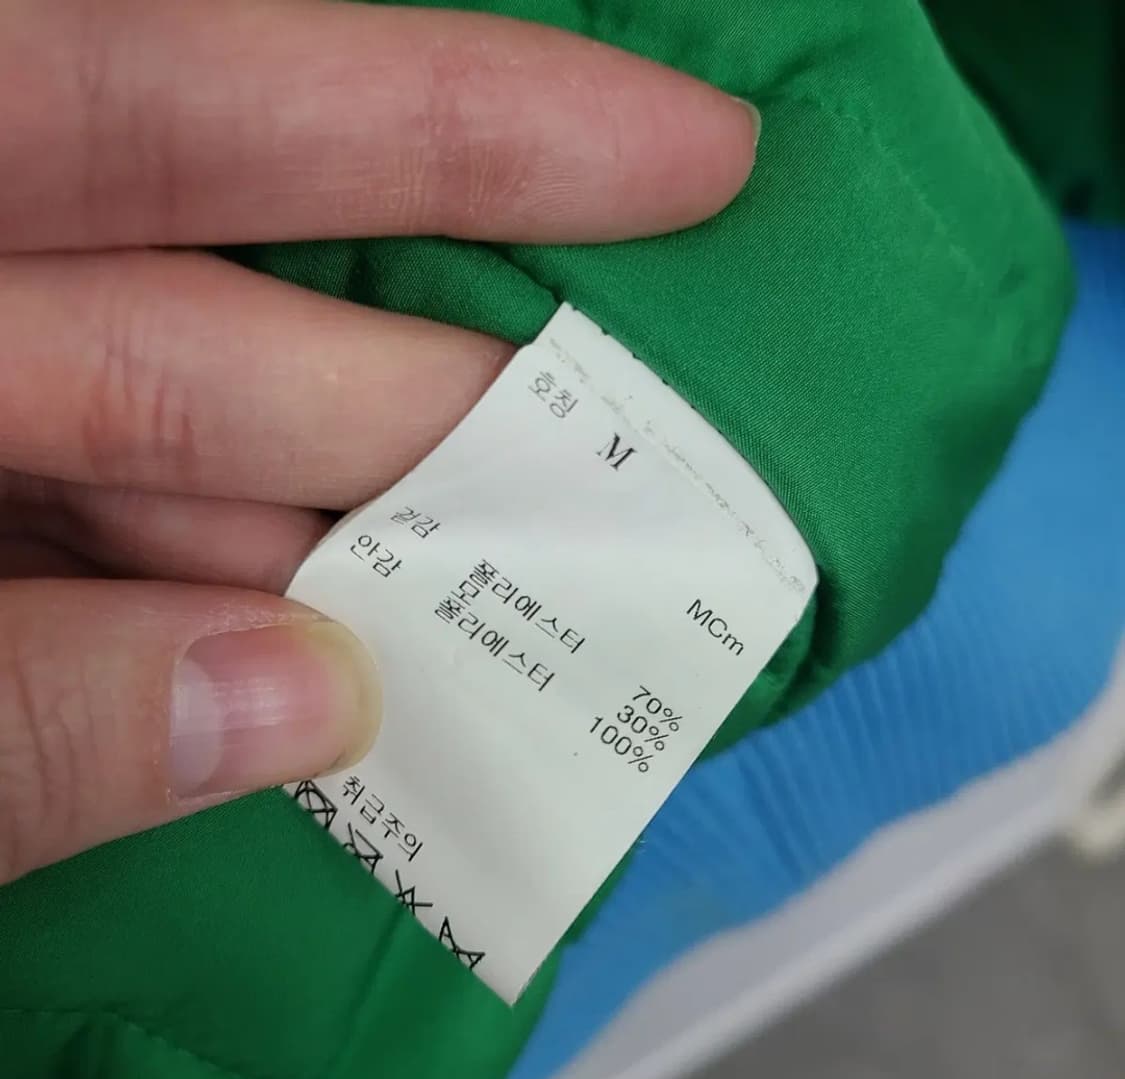 호칭
M
MCm
겉감 폴리에스터 70%
모 30%
안감 폴리에스터 100%
취급주의